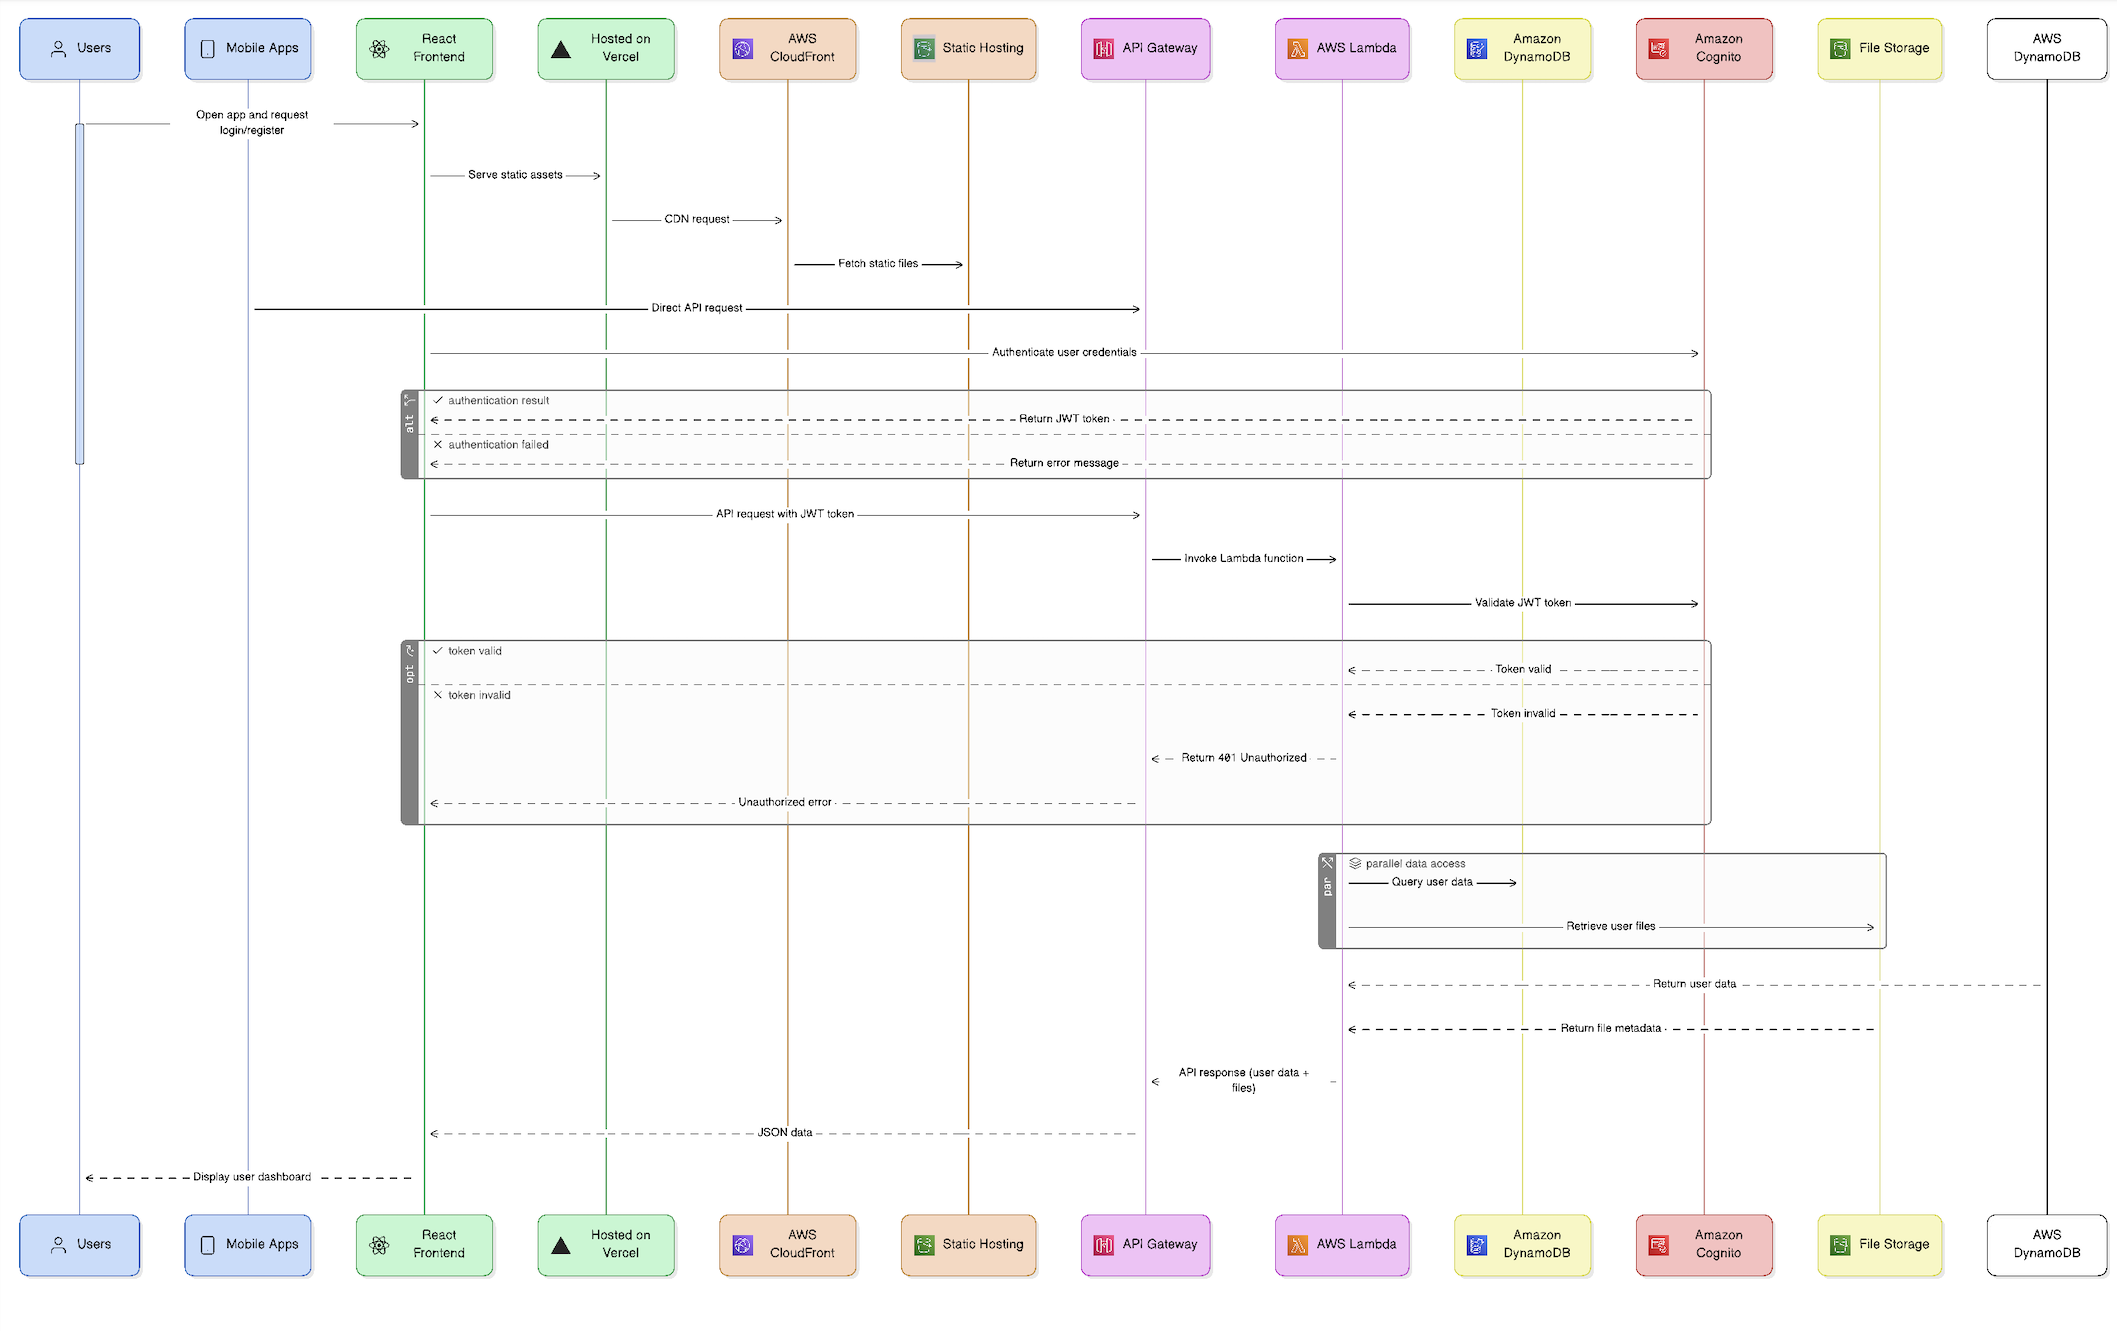 Users
Mobile Apps
React
Frontend
Hosted on
Vercel
AWS
CloudFront
Static Hosting
API Gateway
AWS Lambda
Amazon
DynamoDB
Amazon
Cognito
File Storage
AWS
DynamoDB
Open app and request
login/register
Serve static assets
CDN request
Fetch static files
Direct API request
Authenticate user credentials
alt
authentication result
Return JWT token
authentication failed
Return error message
API request with JWT token
Invoke Lambda function
Validate JWT token
opt
token valid
Token valid
token invalid
Token invalid
Return 401 Unauthorized
Unauthorized error
par
parallel data access
Query user data
Retrieve user files
Return user data
Return file metadata
API response (user data +
files)
JSON data
Display user dashboard
Users
Mobile Apps
React
Frontend
Hosted on
Vercel
AWS
CloudFront
Static Hosting
API Gateway
AWS Lambda
Amazon
DynamoDB
Amazon
Cognito
File Storage
AWS
DynamoDB